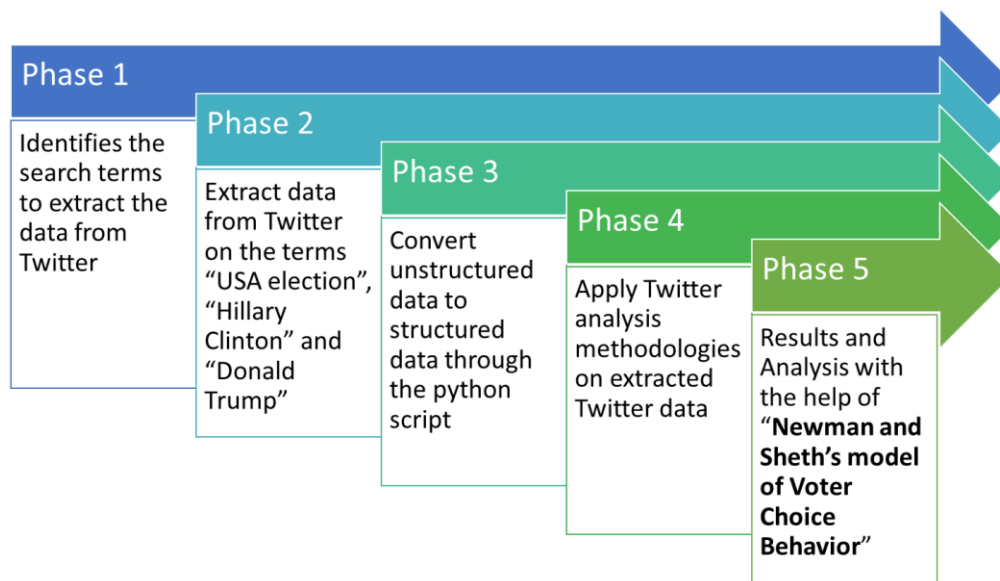 Phase 1
Identifies the
search terms
to extract the
data from
Twitter
Phase 2
Extract data
from Twitter
on the terms
“USA election”,
“Hillary
Clinton” and
“Donald
Trump”
Phase 3
Convert
unstructured
data to
structured
data through
the python
script
Phase 4
Apply Twitter
analysis
methodologies
on extracted
Twitter data
Phase 5
Results and
Analysis with
the help of
“Newman and
Sheth’s model
of Voter
Choice
Behavior”